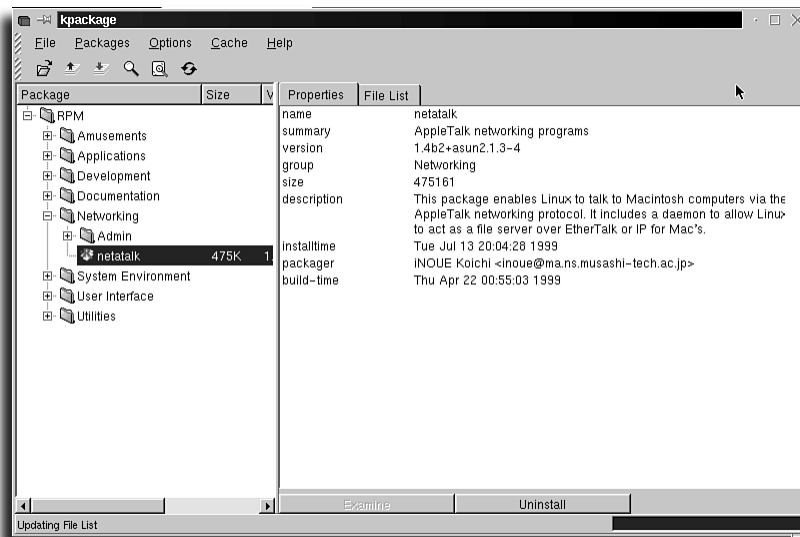 kpackage
File Packages Options Cache Help
Package Size V
RPM
Amusements
Applications
Development
Documentation
Networking
Admin
netatalk 475K 1.
System Environment
User Interface
Utilities
Properties File List
name netatalk
summary AppleTalk networking programs
version 1.4b2+asun2.1.3-4
group Networking
size 475161
description This package enables Linux to talk to Macintosh computers via the
AppleTalk networking protocol. It includes a daemon to allow Linux
to act as a file server over EtherTalk or IP for Mac's.
installtime Tue Jul 13 20:04:28 1999
packager iNOUE Koichi <inoue@ma.ns.musashi-tech.ac.jp>
build-time Thu Apr 22 00:55:03 1999
Examine Uninstall
Updating File List